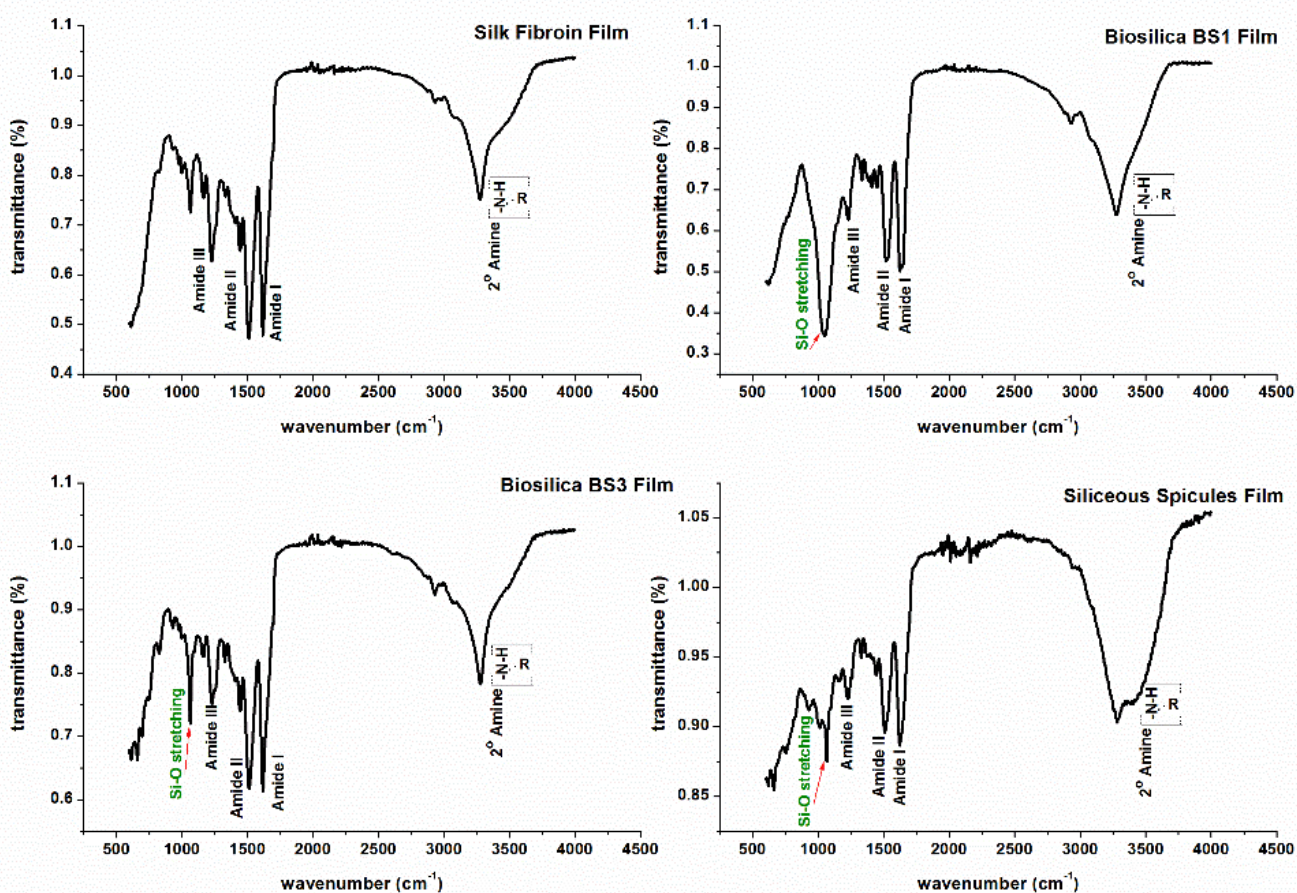 Silk Fibroin Film
1.1
1.0
0.9
0.8
0.7
0.6
0.5
0.4
transmittance (%)
500 1000 1500 2000 2500 3000 3500 4000 4500
wavenumber (cm-1)
Amide III
Amide II
Amide I
2° Amine
-N-H
R
Biosilica BS1 Film
1.1
1.0
0.9
0.8
0.7
0.6
0.5
0.4
0.3
transmittance (%)
500 1000 1500 2000 2500 3000 3500 4000 4500
wavenumber (cm-1)
Si-O stretching
Amide III
Amide II
Amide I
2° Amine
-N-H
R
Biosilica BS3 Film
1.1
1.0
0.9
0.8
0.7
0.6
transmittance (%)
500 1000 1500 2000 2500 3000 3500 4000 4500
wavenumber (cm-1)
Si-O stretching
Amide III
Amide II
Amide I
2° Amine
-N-H
R
Siliceous Spicules Film
1.05
1.00
0.95
0.90
0.85
transmittance (%)
500 1000 1500 2000 2500 3000 3500 4000 4500
wavenumber (cm-1)
Si-O stretching
Amide III
Amide II
Amide I
2° Amine
-N-H
R